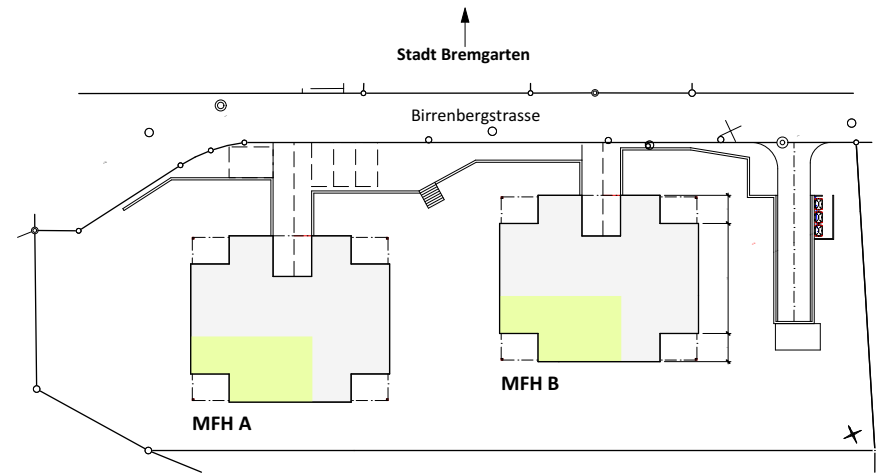 Stadt Bremgarten
Birrenbergstrasse
MFH B
MFH A